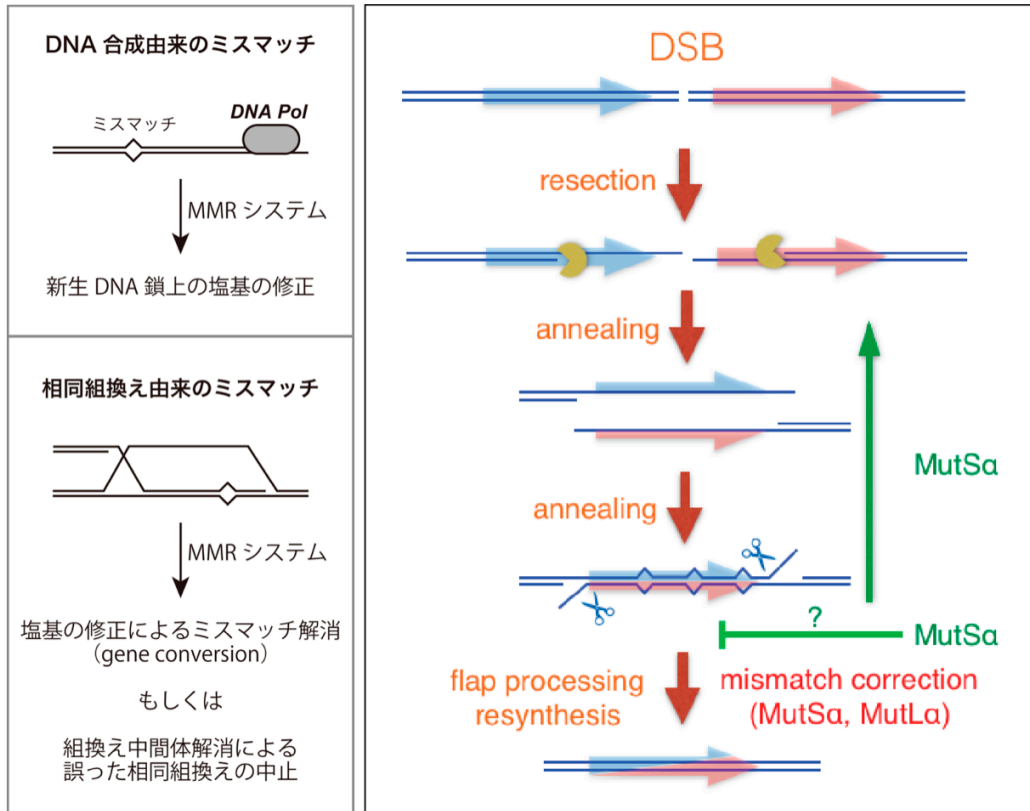 DNA 合成由来のミスマッチ
DNA Pol
ミスマッチ
MMR システム
新生 DNA 鎖上の塩基の修正
相同組換え由来のミスマッチ
MMR システム
塩基の修正によるミスマッチ解消
（gene conversion）
もしくは
組換え中間体解消による
誤った相同組換えの中止
DSB
resection
annealing
annealing
MutSα
?
MutSα
flap processing
resynthesis
mismatch correction
(MutSα, MutLα)